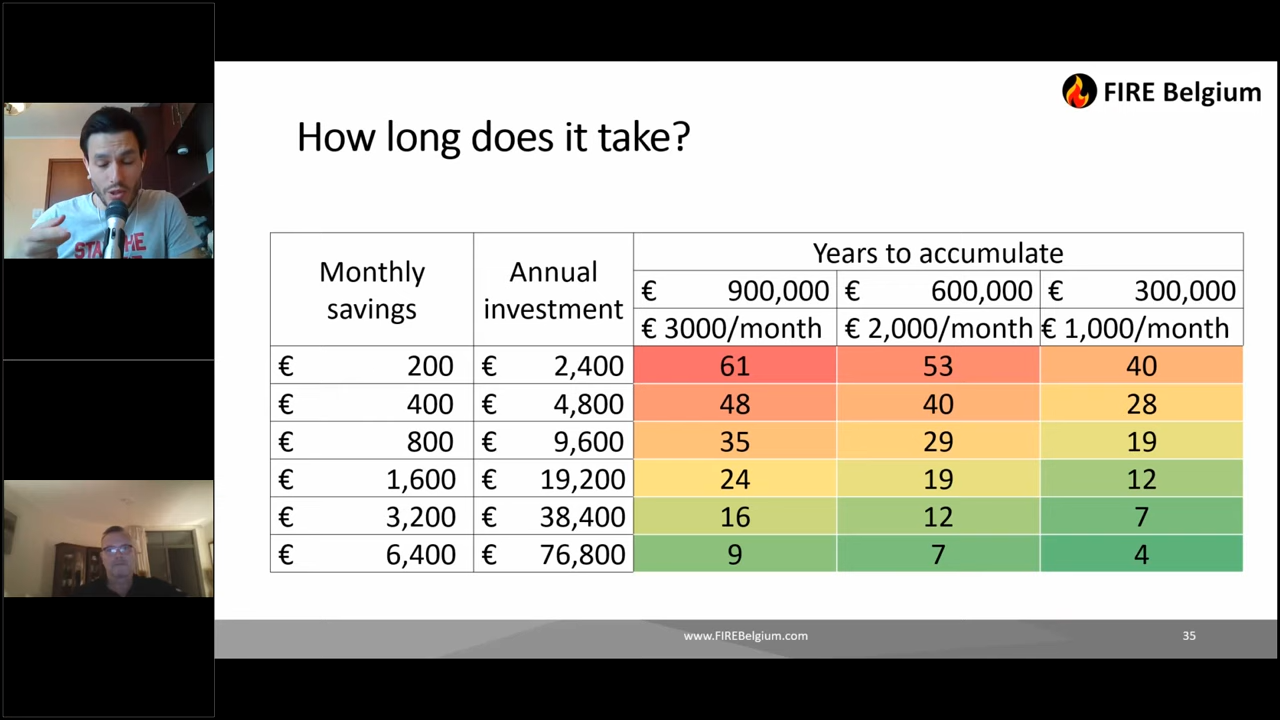 FIRE Belgium
How long does it take?
Monthly savings Annual investment Years to accumulate
€ 900,000 € 600,000 € 300,000
€ 3000/month € 2,000/month € 1,000/month
€ 200 € 2,400 61 53 40
€ 400 € 4,800 48 40 28
€ 800 € 9,600 35 29 19
€ 1,600 € 19,200 24 19 12
€ 3,200 € 38,400 16 12 7
€ 6,400 € 76,800 9 7 4
www.FIREBelgium.com 35